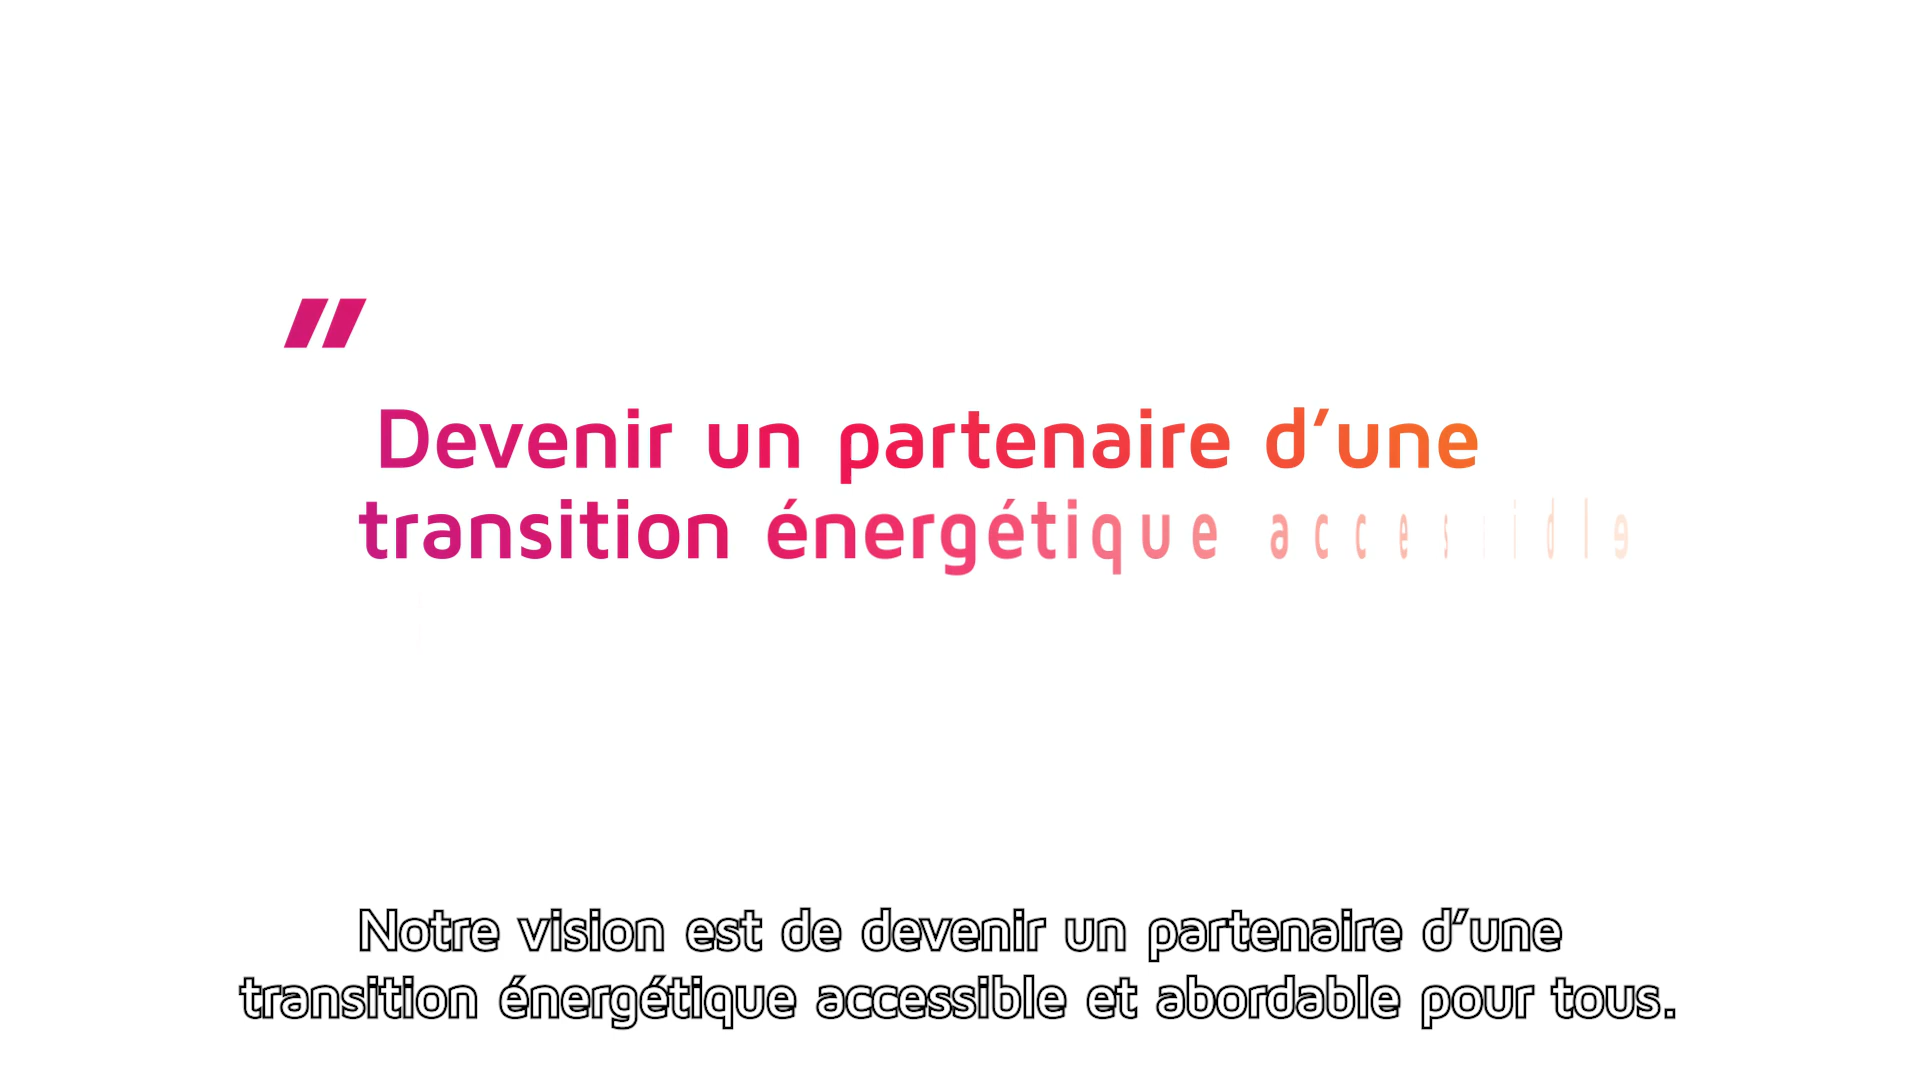 "
Devenir un partenaire d'une
transition énergétique accessible
Notre vision est de devenir un partenaire d'une
transition énergétique accessible et abordable pour tous.